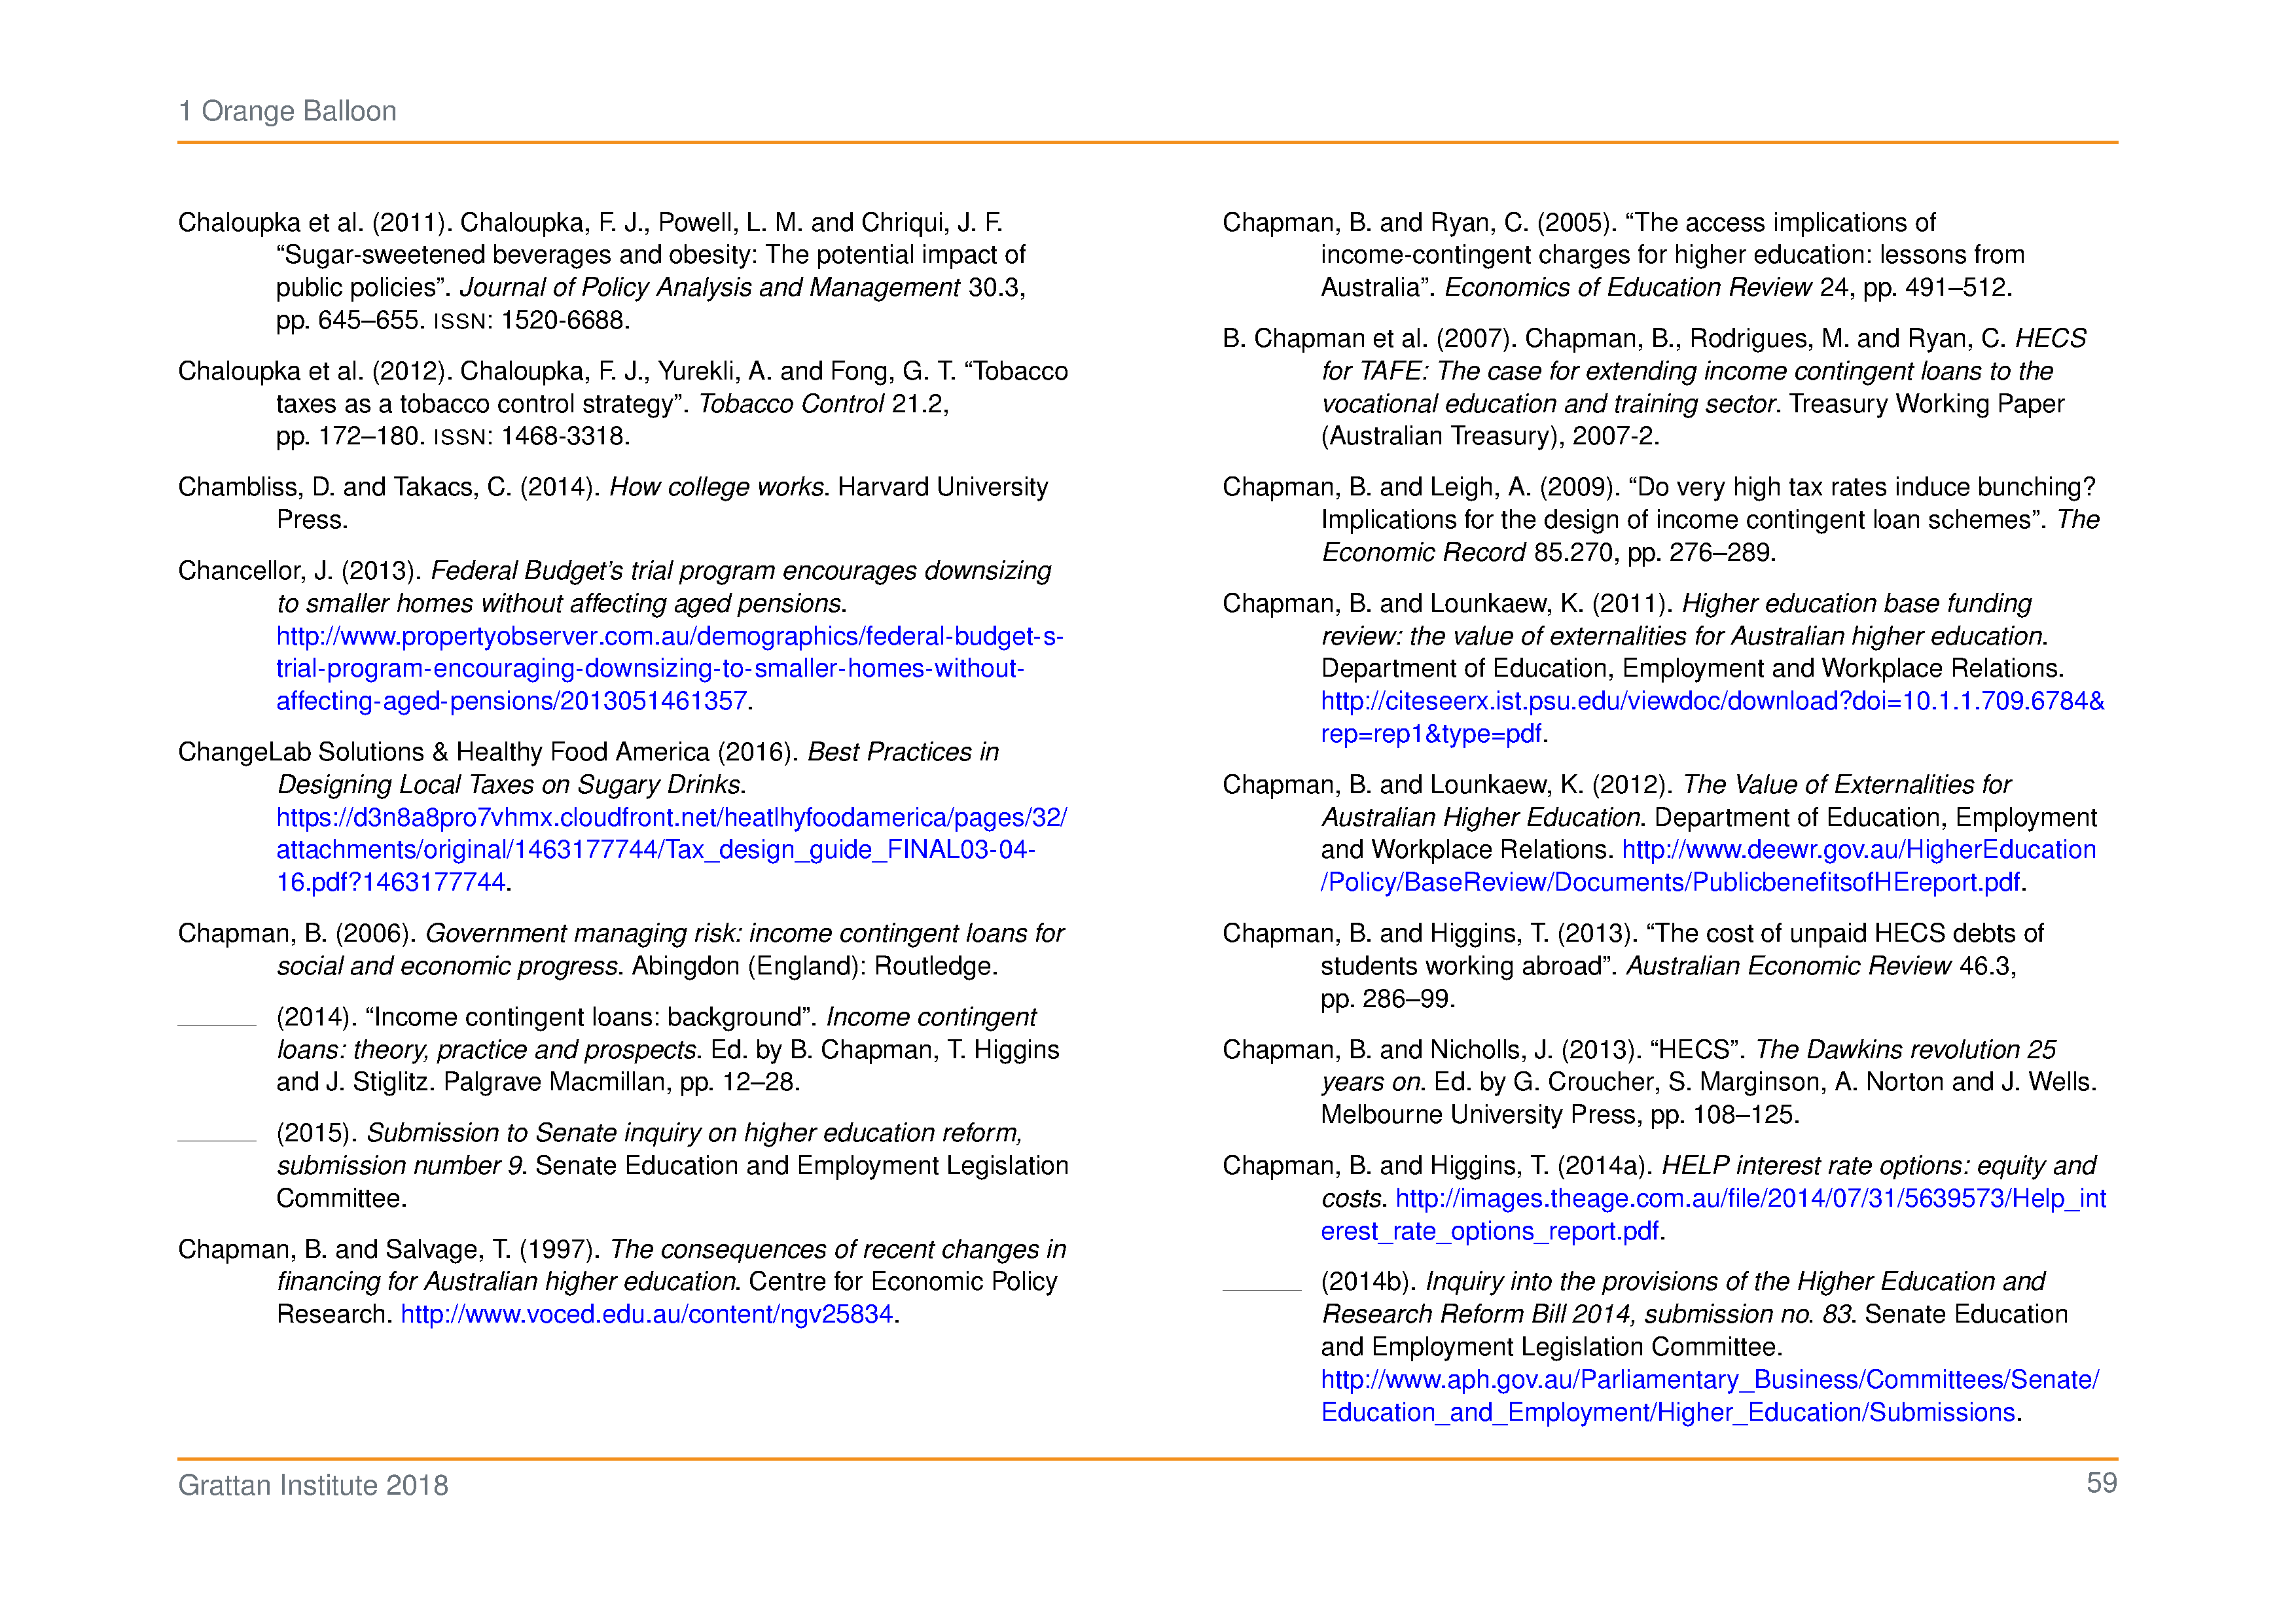 1 Orange Balloon
Chaloupka et al. (2011). Chaloupka, F. J., Powell, L. M. and Chriqui, J. F.
“Sugar-sweetened beverages and obesity: The potential impact of
public policies”. Journal of Policy Analysis and Management 30.3,
pp. 645–655. ISSN: 1520-6688.
Chaloupka et al. (2012). Chaloupka, F. J., Yurekli, A. and Fong, G. T. “Tobacco
taxes as a tobacco control strategy”. Tobacco Control 21.2,
pp. 172–180. ISSN: 1468-3318.
Chambliss, D. and Takacs, C. (2014). How college works. Harvard University
Press.
Chancellor, J. (2013). Federal Budget’s trial program encourages downsizing
to smaller homes without affecting aged pensions.
http://www.propertyobserver.com.au/demographics/federal-budget-s-
trial-program-encouraging-downsizing-to-smaller-homes-without-
affecting-aged-pensions/2013051461357.
ChangeLab Solutions & Healthy Food America (2016). Best Practices in
Designing Local Taxes on Sugary Drinks.
https://d3n8a8pro7vhmx.cloudfront.net/heatlhyfoodamerica/pages/32/
attachments/original/1463177744/Tax_design_guide_FINAL03-04-
16.pdf?1463177744.
Chapman, B. (2006). Government managing risk: income contingent loans for
social and economic progress. Abingdon (England): Routledge.
(2014). “Income contingent loans: background”. Income contingent
loans: theory, practice and prospects. Ed. by B. Chapman, T. Higgins
and J. Stiglitz. Palgrave Macmillan, pp. 12–28.
(2015). Submission to Senate inquiry on higher education reform,
submission number 9. Senate Education and Employment Legislation
Committee.
Chapman, B. and Salvage, T. (1997). The consequences of recent changes in
financing for Australian higher education. Centre for Economic Policy
Research. http://www.voced.edu.au/content/ngv25834.
Chapman, B. and Ryan, C. (2005). “The access implications of
income-contingent charges for higher education: lessons from
Australia”. Economics of Education Review 24, pp. 491–512.
B. Chapman et al. (2007). Chapman, B., Rodrigues, M. and Ryan, C. HECS
for TAFE: The case for extending income contingent loans to the
vocational education and training sector. Treasury Working Paper
(Australian Treasury), 2007-2.
Chapman, B. and Leigh, A. (2009). “Do very high tax rates induce bunching?
Implications for the design of income contingent loan schemes”. The
Economic Record 85.270, pp. 276–289.
Chapman, B. and Lounkaew, K. (2011). Higher education base funding
review: the value of externalities for Australian higher education.
Department of Education, Employment and Workplace Relations.
http://citeseerx.ist.psu.edu/viewdoc/download?doi=10.1.1.709.6784&
rep=rep1&type=pdf.
Chapman, B. and Lounkaew, K. (2012). The Value of Externalities for
Australian Higher Education. Department of Education, Employment
and Workplace Relations. http://www.deewr.gov.au/HigherEducation
/Policy/BaseReview/Documents/PublicbenefitsofHEreport.pdf.
Chapman, B. and Higgins, T. (2013). “The cost of unpaid HECS debts of
students working abroad”. Australian Economic Review 46.3,
pp. 286–99.
Chapman, B. and Nicholls, J. (2013). “HECS”. The Dawkins revolution 25
years on. Ed. by G. Croucher, S. Marginson, A. Norton and J. Wells.
Melbourne University Press, pp. 108–125.
Chapman, B. and Higgins, T. (2014a). HELP interest rate options: equity and
costs. http://images.theage.com.au/file/2014/07/31/5639573/Help_int
erest_rate_options_report.pdf.
(2014b). Inquiry into the provisions of the Higher Education and
Research Reform Bill 2014, submission no. 83. Senate Education
and Employment Legislation Committee.
http://www.aph.gov.au/Parliamentary_Business/Committees/Senate/
Education_and_Employment/Higher_Education/Submissions.
Grattan Institute 2018
59